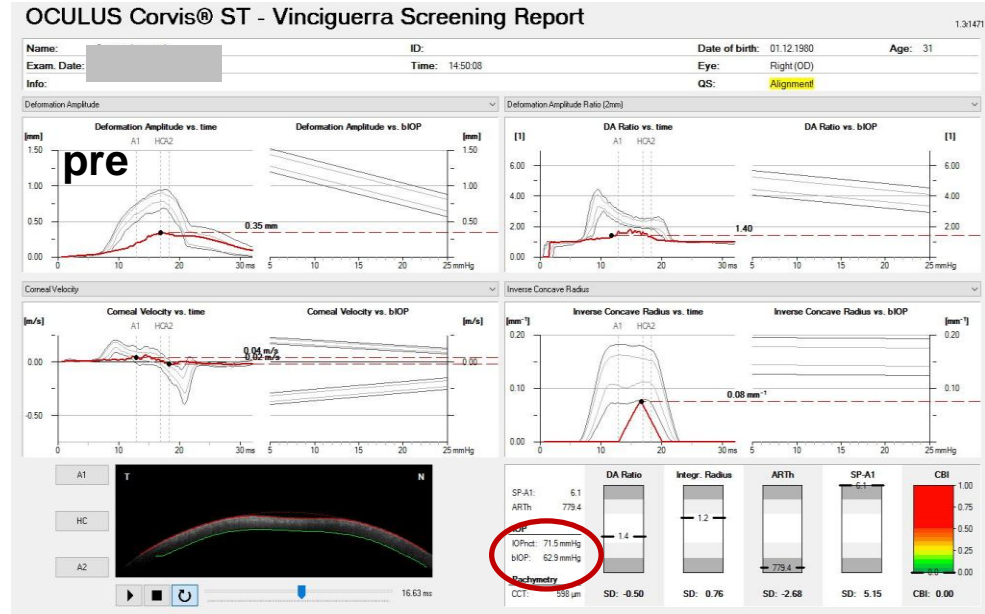 OCULUS Corvis® ST - Vinciguerra Screening Report
1.3r1471
Name: ID: Date of birth: 01.12.1980 Age: 31
Exam. Date: Time: 14:50:08 Eye: Right (OD)
Info: QS: Alignment!
Deformation Amplitude
Deformation Amplitude Ratio (2mm)
Deformation Amplitude vs. time Deformation Amplitude vs. bIOP
[mm] A1 HCA2 [mm]
1.50 1.50
pre
1.00 1.00
0.50 0.35 mm 0.50
0.00 0.00
0 10 20 30 ms 5 10 15 20 25 mmHg
DA Ratio vs. time DA Ratio vs. bIOP
[1] A1 HCA2 [1]
6.00 6.00
4.00 4.00
2.00 1.40 2.00
0.00 0.00
0 10 20 30 ms 5 10 15 20 25 mmHg
Corneal Velocity
Inverse Concave Radius
Corneal Velocity vs. time Corneal Velocity vs. bIOP
[m/s] A1 HCA2 [m/s]
0.04 m/s
0.00 0.02 m/s 0.00
-0.50
0 10 20 30 ms 5 10 15 20 25 mmHg
Inverse Concave Radius vs. time Inverse Concave Radius vs. bIOP
[mm⁻¹] A1 HCA2 [mm⁻¹]
0.20 0.20
0.10 0.08 mm⁻¹ 0.10
0.00 0.00
0 10 20 30 ms 5 10 15 20 25 mmHg
A1 T N
HC
A2
16.63 ms
SP-A1: 6.1
ARTh 779.4
IOP
IOPnct: 71.5 mmHg
bIOP: 62.9 mmHg
Pachymetry
CCT: 598 µm
DA Ratio Integr. Radius ARTh SP-A1 CBI
6.1 1.00
0.75
1.2
1.4 0.50
0.25
779.4 0.0 0.00
SD: -0.50 SD: 0.76 SD: -2.68 SD: 5.15 CBI: 0.00